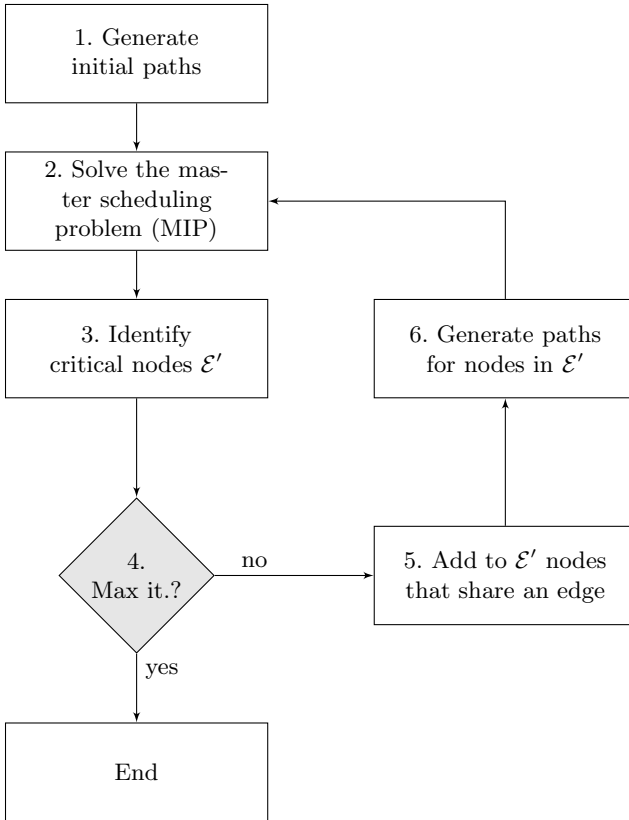 1. Generate
initial paths
2. Solve the mas-
ter scheduling
problem (MIP)
3. Identify
critical nodes ℰ′
6. Generate paths
for nodes in ℰ′
4.
Max it.?
no
5. Add to ℰ′ nodes
that share an edge
yes
End